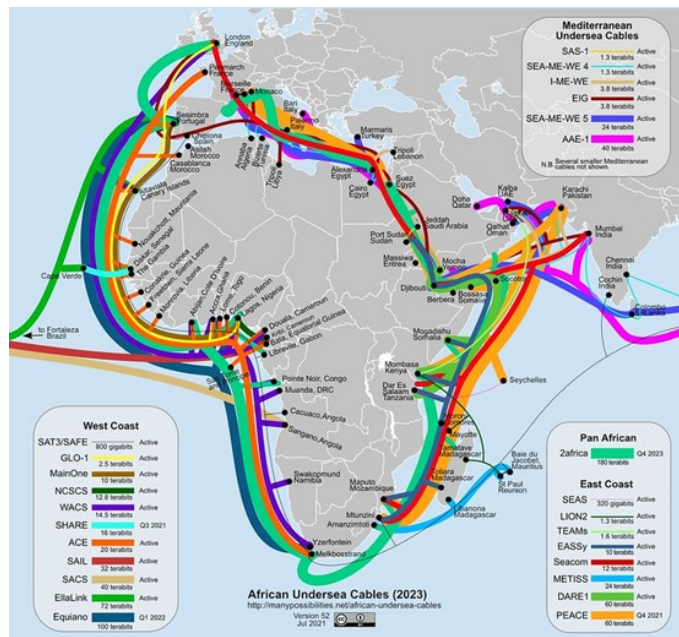 London
England
Penmarch
France
Marseille
France
Monaco
Bari
Italy
Palermo
Italy
Sesimbra
Portugal
Chipiona
Spain
Asilah
Morocco
Casablanca
Morocco
Annaba
Algeria
Bizerte
Tunisia
Tripoli
Libya
Marmaris
Turkey
Tripoli
Lebanon
Alexandria
Egypt
Cairo
Egypt
Suez
Egypt
Altavista
Canary Islands
Nouakchott, Mauritania
Dakar, Senegal
The Gambia
Cape Verde
Conakrie, Guinea
Freetown, Sierra Leone
Monrovia, Liberia
Abijan, Cote D'Ivoire
Accra, Ghana
Lome, Togo
Cotonou, Benin
Lagos, Nigeria
Douala, Cameroon
Kribi, Cameroon
Bata, Equatorial Guinea
Libreville, Gabon
Pointe Noir, Congo
Muanda, DRC
Cacuaco,Angola
Sangano,Angola
Swakopmund
Namibia
Yzerfontein
Melkbosstrand
to Fortaleza
Brazil
Jeddah
Saudi Arabia
Port Sudan
Sudan
Massiwa
Eritrea
Mocha
Djibouti
Berbera
Bossaso
Somalia
Socotra
Doha
Qatar
Kalba
UAE
Qalhat
Oman
Karachi
Pakistan
Mumbai
India
Chennai
India
Cochin
India
Colombo
Sri Lanka
Mogadishu
Somalia
Mombasa
Kenya
Dar Es
Salaam
Tanzania
Seychelles
Moroni
Comores
Mayotte
Tamatave
Madagascar
Toliara
Madagascar
Libanona
Madagascar
Baie du
Jacobet,
Mauritius
St Paul
Reunion
Maputo
Mozambique
Mtunzini
Amanzimtoti
Mediterranean
Undersea Cables
SAS-1 Active
1.3 terabits
SEA-ME-WE 4 Active
1.3 terabits
I-ME-WE Active
3.8 terabits
EIG Active
3.8 terabits
SEA-ME-WE 5 Active
24 terabits
AAE-1 Active
40 terabits
N.B. Several smaller Mediterranean
cables not shown.
West Coast
SAT3/SAFE Active
800 gigabits
GLO-1 Active
2.5 terabits
MainOne Active
10 terabits
NCSCS Active
12.8 terabits
WACS Active
14.5 terabits
SHARE Q3 2021
16 terabits
ACE Active
20 terabits
SAIL Active
32 terabits
SACS Active
40 terabits
EllaLink Active
72 terabits
Equiano Q1 2022
100 terabits
Pan African
2africa Q4 2023
180 terabits
East Coast
SEAS Active
320 gigabits
LION2 Active
1.3 terabits
TEAMs Active
1.6 terabits
EASSy Active
10 terabits
Seacom Active
12 terabits
METISS Active
24 terabits
DARE1 Active
60 terabits
PEACE Q4 2021
60 terabits
African Undersea Cables (2023)
http://manypossibilities.net/african-undersea-cables
Version 52
Jul 2021